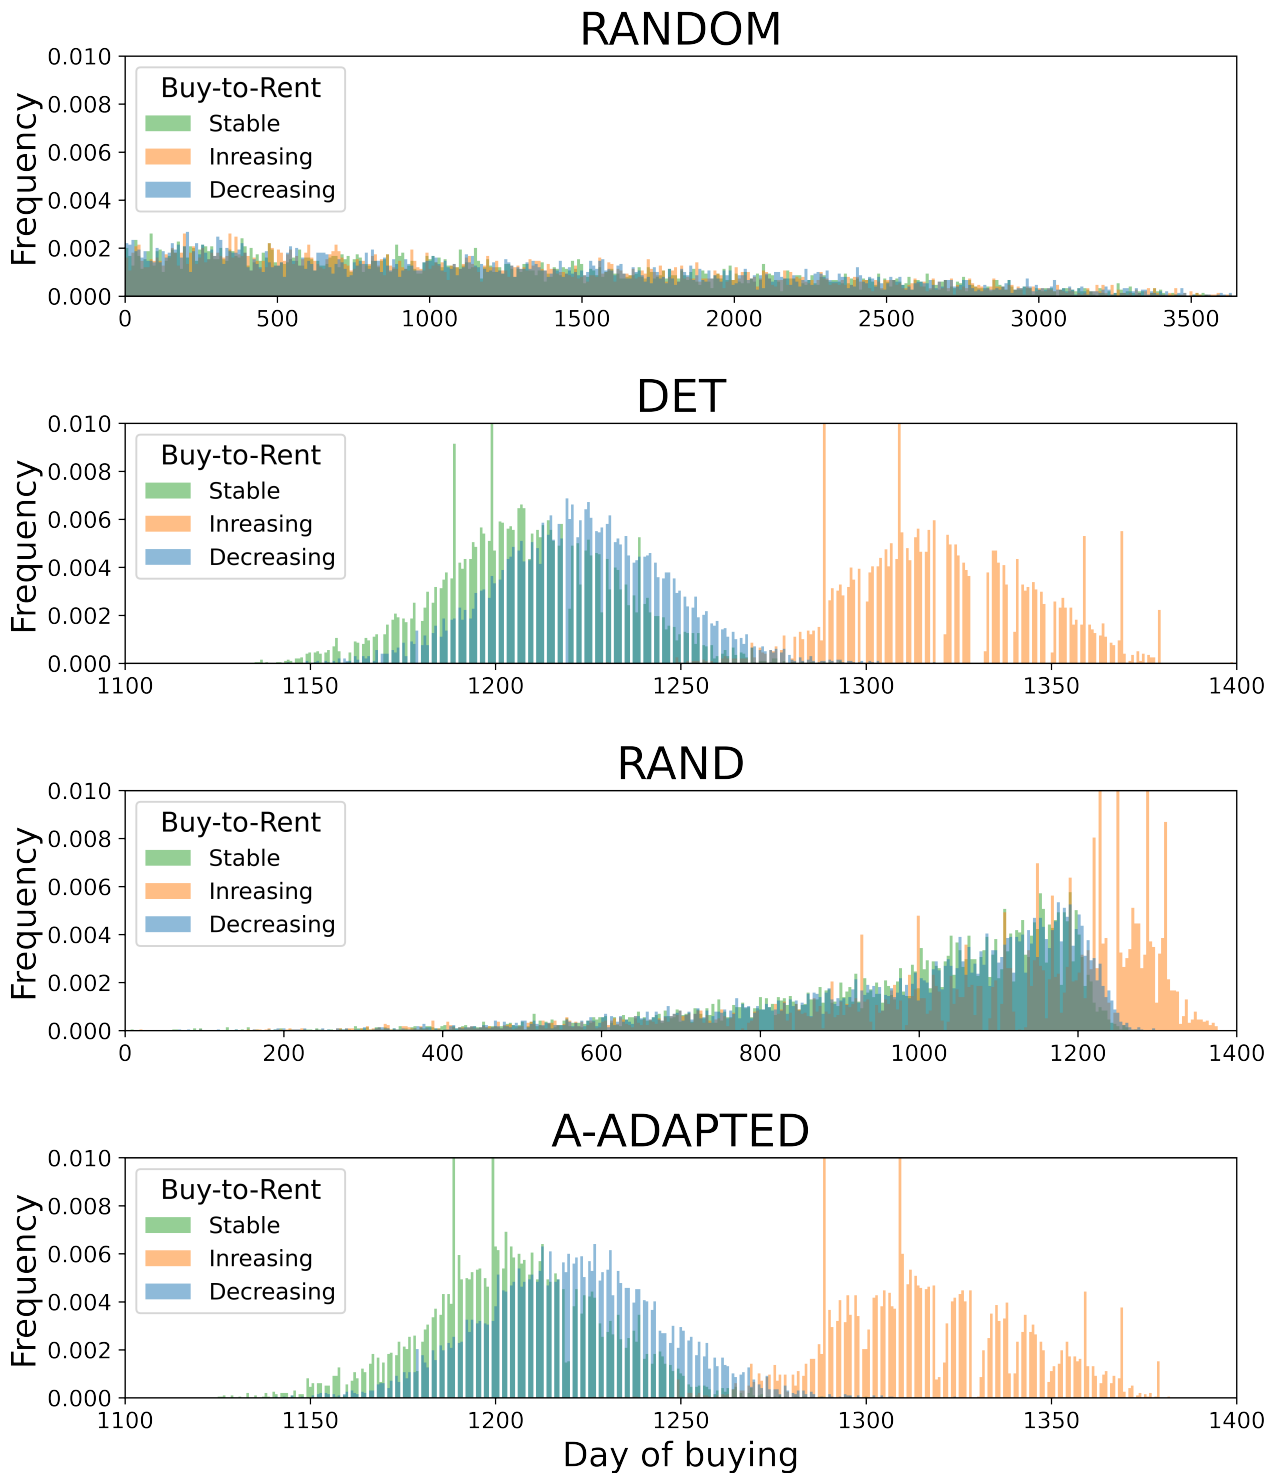 RANDOM
Frequency
0.010
0.008
0.006
0.004
0.002
0.000
Buy-to-Rent
Stable
Inreasing
Decreasing
0 500 1000 1500 2000 2500 3000 3500
DET
Frequency
0.010
0.008
0.006
0.004
0.002
0.000
Buy-to-Rent
Stable
Inreasing
Decreasing
1100 1150 1200 1250 1300 1350 1400
RAND
Frequency
0.010
0.008
0.006
0.004
0.002
0.000
Buy-to-Rent
Stable
Inreasing
Decreasing
0 200 400 600 800 1000 1200 1400
A-ADAPTED
Frequency
0.010
0.008
0.006
0.004
0.002
0.000
Buy-to-Rent
Stable
Inreasing
Decreasing
1100 1150 1200 1250 1300 1350 1400
Day of buying